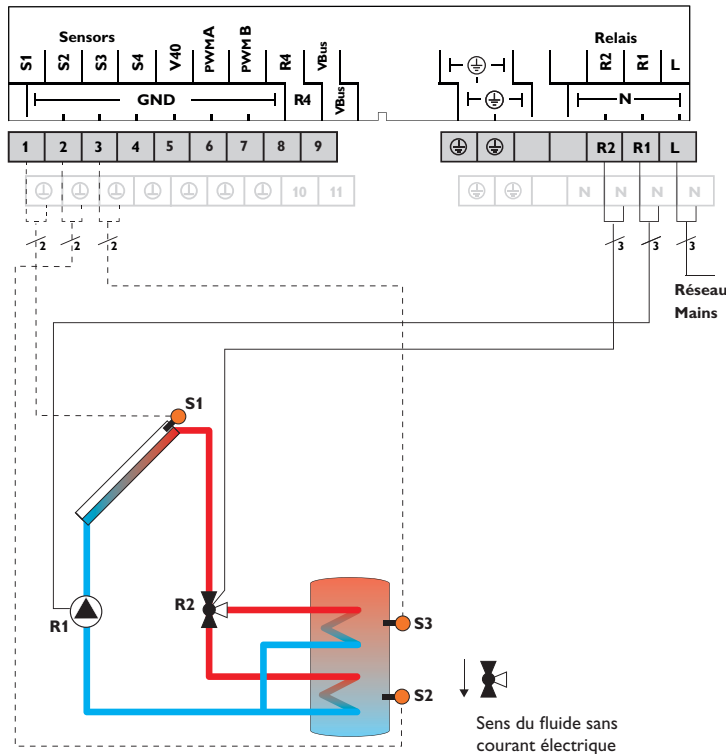 Sensors
Relais
S1 S2 S3 S4 V40 PWMA PWM B R4 VBus
R2 R1 L
GND R4 VBus
N
1 2 3 4 5 6 7 8 9
R2 R1 L
10 11
N N N N
2 2 2
3 3 3
Réseau
Mains
S1
R2
R1
S3
S2
Sens du fluide sans
courant électrique